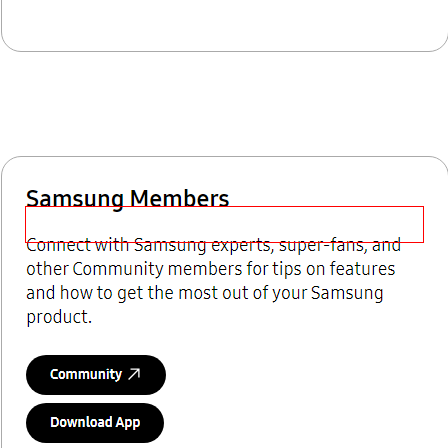 Samsung Members
Connect with Samsung experts, super-fans, and
other Community members for tips on features
and how to get the most out of your Samsung
product.
Community
Download App